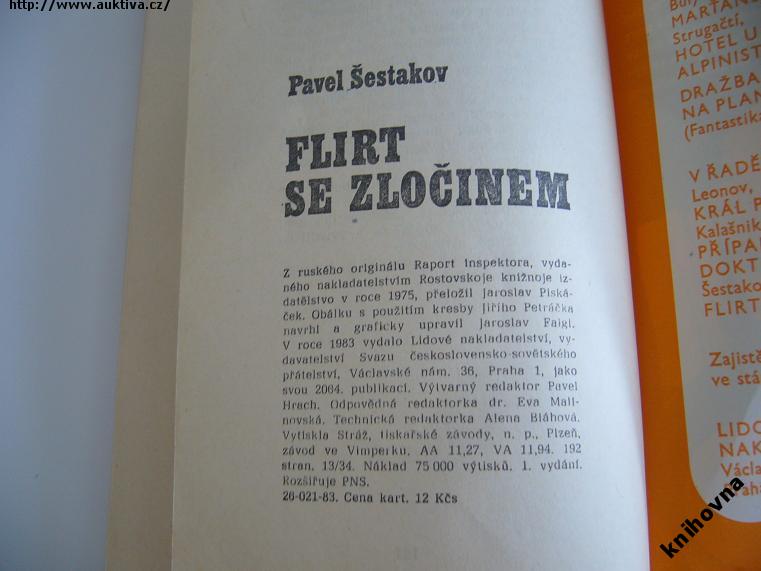 http://www.auktiva.cz/
Pavel Šestakov
FLIRT
SE ZLOČINEM
Z ruského originálu Raport inspektora, vyda-
ného nakladatelstvím Rostovskoje knižnoje iz-
datělstvo v roce 1975, přeložil Jaroslav Piská-
ček. Obálku s použitím kresby Jiřího Petráčka
navrhl a graficky upravil Jaroslav Faigl.
V roce 1983 vydalo Lidové nakladatelství, vy-
davatelství Svazu československo-sovětského
přátelství, Václavské nám. 36, Praha 1, jako
svou 2064. publikaci. Výtvarný redaktor Pavel
Hrach. Odpovědná redaktorka dr. Eva Mali-
novská. Technická redaktorka Alena Bláhová.
Vytiskla Stráž, tiskařské závody, n. p., Plzeň,
závod ve Vimperku. AA 11,27, VA 11,94. 192
stran. 13/34. Náklad 75 000 výtisků. 1. vydání.
Rozšiřuje PNS.
26-021-83. Cena kart. 12 Kčs
MARŤAN
Strugačtí,
HOTEL U
ALPINIST
DRAŽBA
NA PLAN
(Fantastika
V ŘADĚ
Leonov,
KRÁL P
Kalašnik
PŘÍPA
DOKT
Šestako
FLIR
Zajistě
ve stá
LIDO
NAK
Václa
Praha
knihovna